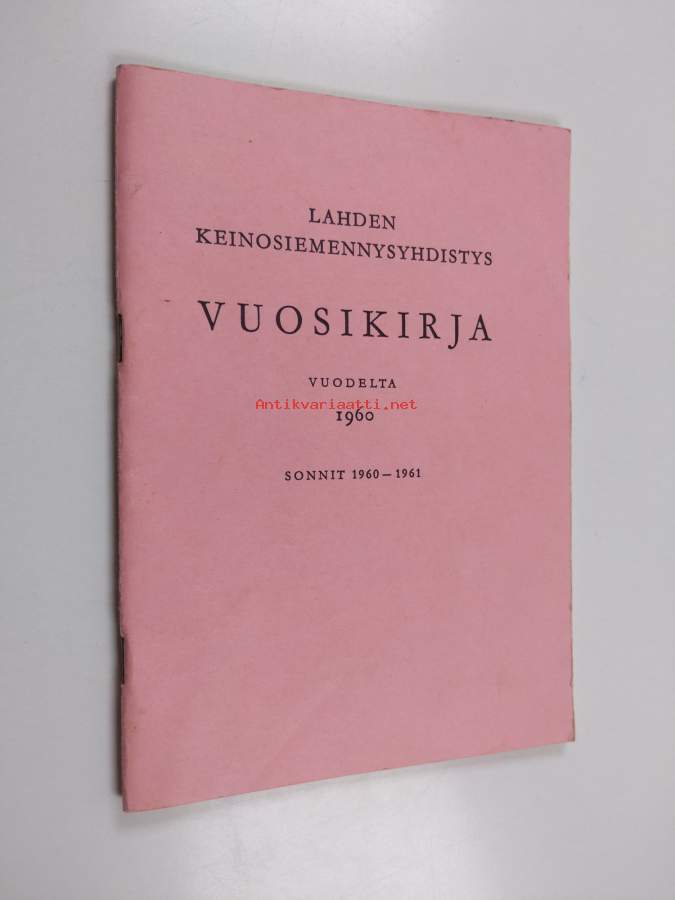 LAHDEN
KEINOSIEMENNYSYHDISTYS
VUOSIKIRJA
VUODELTA
Antikvariaatti.net
1960
SONNIT 1960–1961